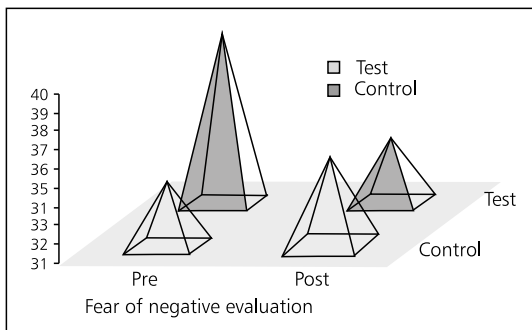 Test
Control
40
39
38
37
36
35
31
33
32
31
Test
Control
Pre Post
Fear of negative evaluation